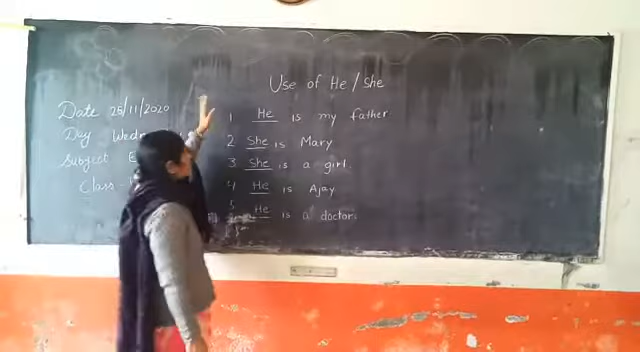 Use of He / She
Date 25/11/2020
Day
Subject
Class
1 He is my father
2 She is Mary
3 She is a girl.
4 He is Ajay
5 He is a doctor.